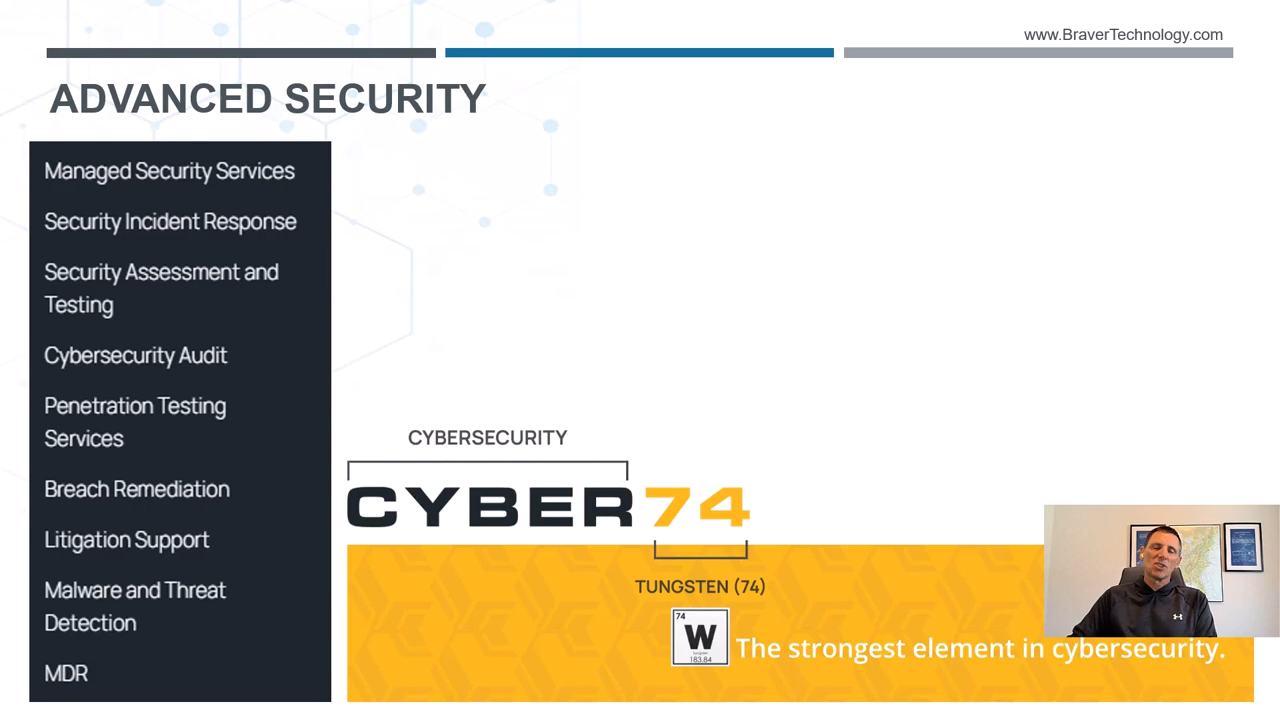 www.BraverTechnology.com
ADVANCED SECURITY
Managed Security Services
Security Incident Response
Security Assessment and
Testing
Cybersecurity Audit
Penetration Testing
Services
Breach Remediation
Litigation Support
Malware and Threat
Detection
MDR
CYBERSECURITY
CYBER74
TUNGSTEN (74)
74
W
Tungsten
183.84
The strongest element in cybersecurity.